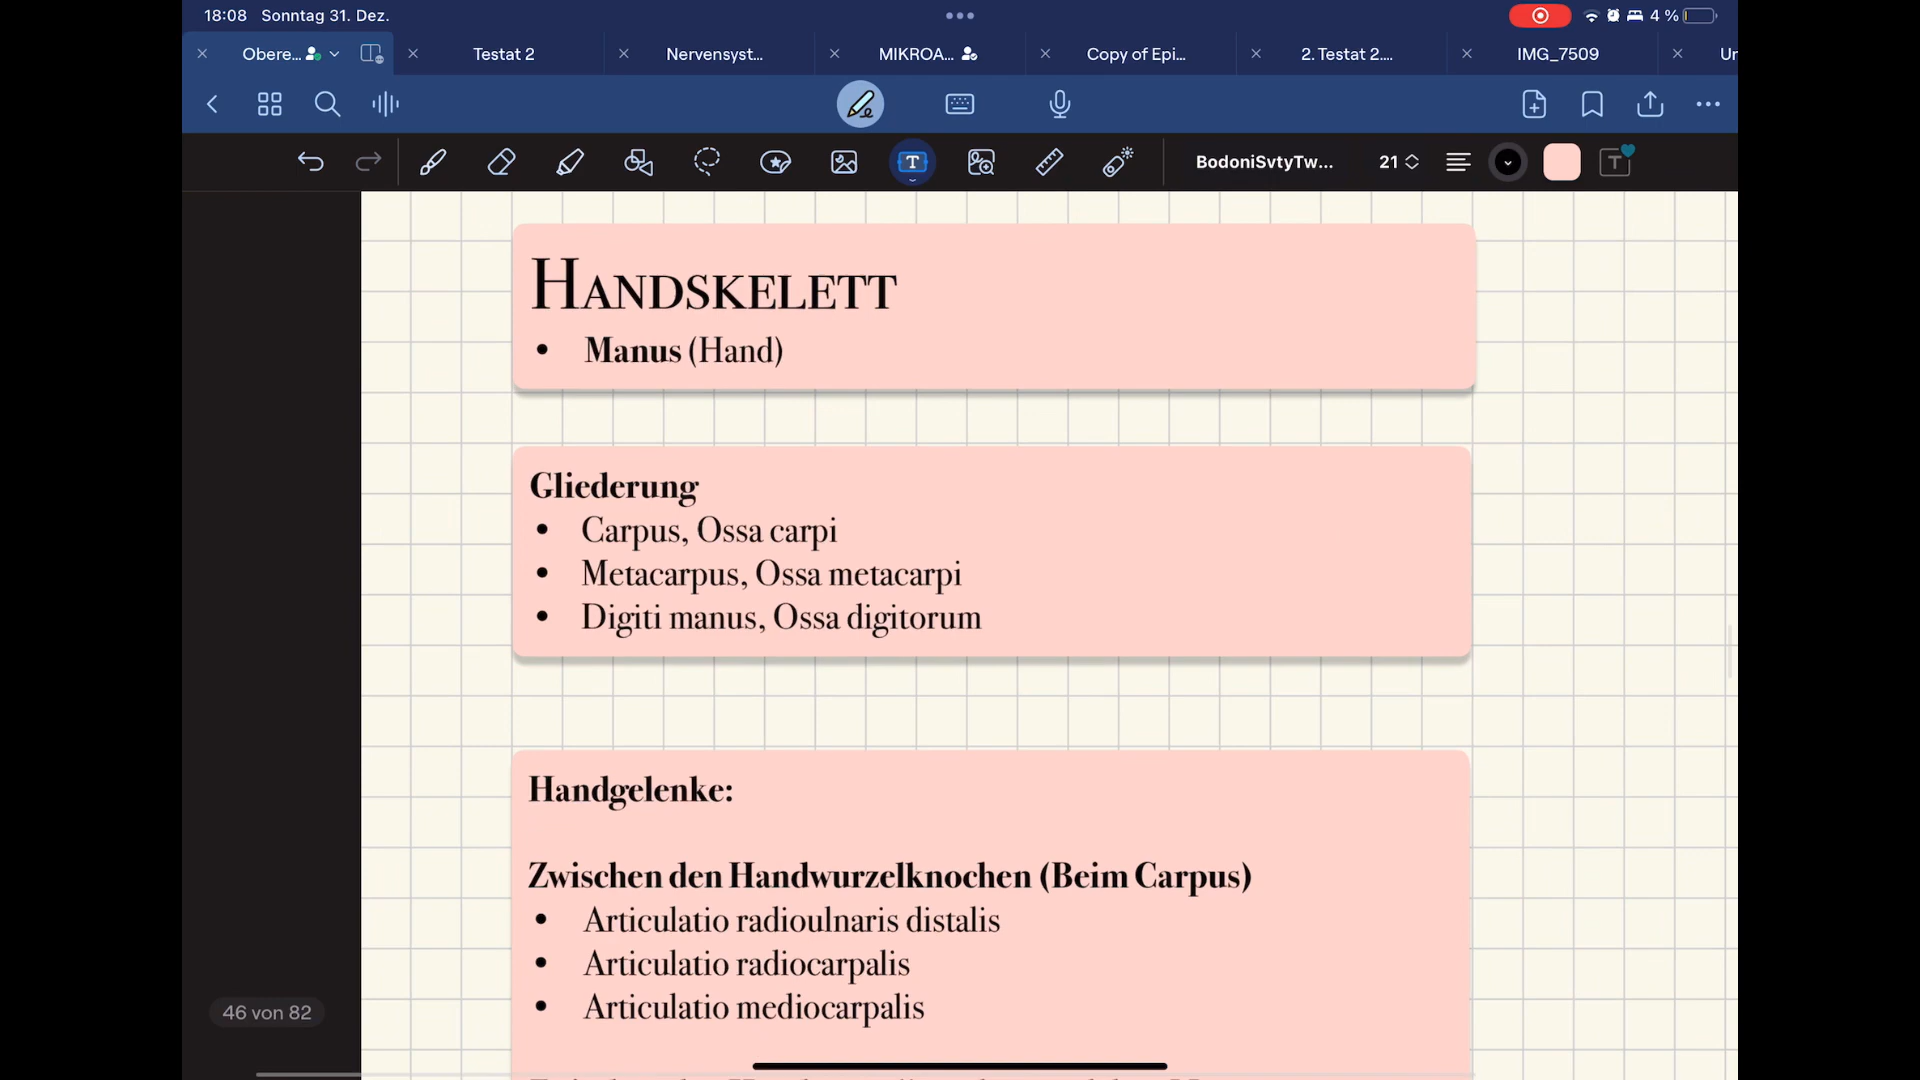 18:08 Sonntag 31. Dez.
4 %
Obere... Testat 2 Nervensyst... MIKROA... Copy of Epi... 2. Testat 2.... IMG_7509 Ur
BodoniSvtyTw... 21
HANDSKELETT
• Manus (Hand)
Gliederung
• Carpus, Ossa carpi
• Metacarpus, Ossa metacarpi
• Digiti manus, Ossa digitorum
Handgelenke:
Zwischen den Handwurzelknochen (Beim Carpus)
• Articulatio radioulnaris distalis
• Articulatio radiocarpalis
• Articulatio mediocarpalis
46 von 82